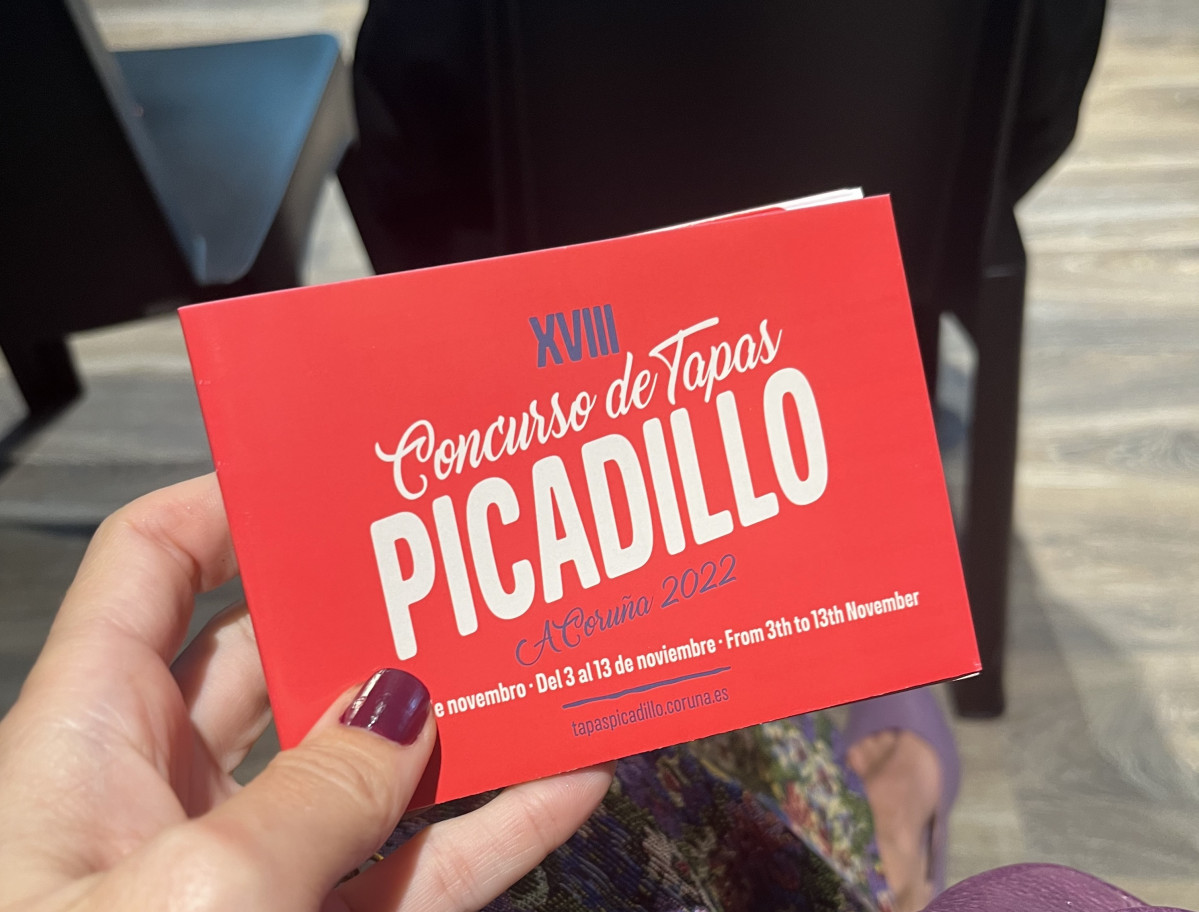 XVIII
Concurso de Tapas
PICADILLO
A Coruña 2022
e novembro · Del 3 al 13 de noviembre · From 3th to 13th November
tapaspicadillo.coruna.es